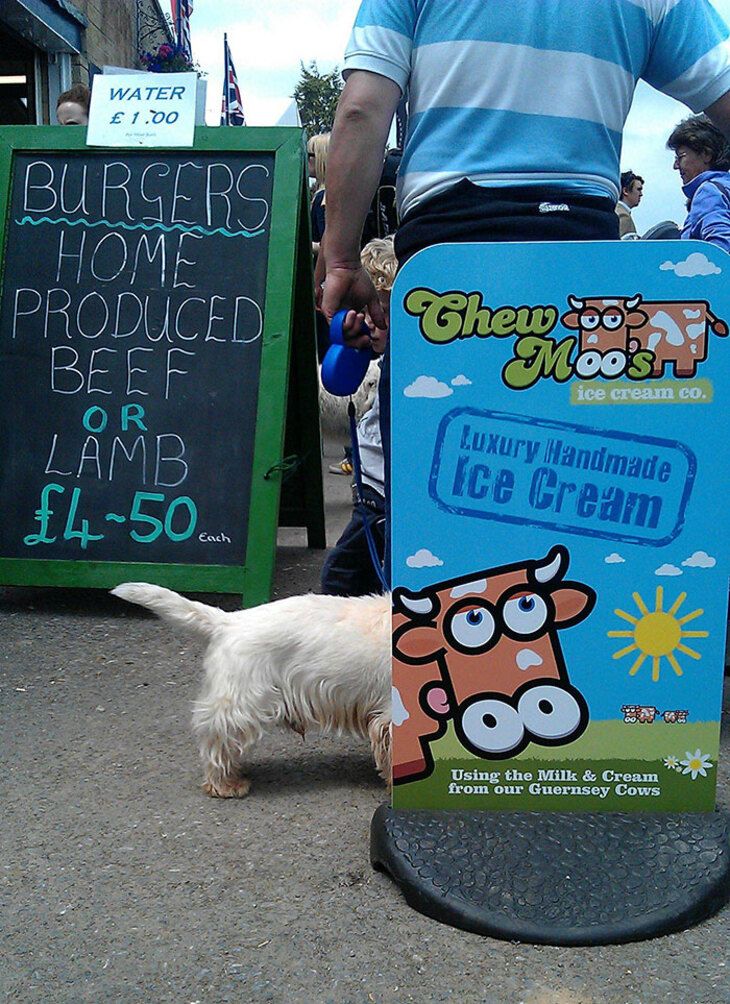 WATER
£1.00
BURGERS
HOME
PRODUCED
BEEF
OR
LAMB
£4-50 Each
Chew
Moo's
ice cream co.
Luxury Handmade
Ice Cream
Using the Milk & Cream
from our Guernsey Cows